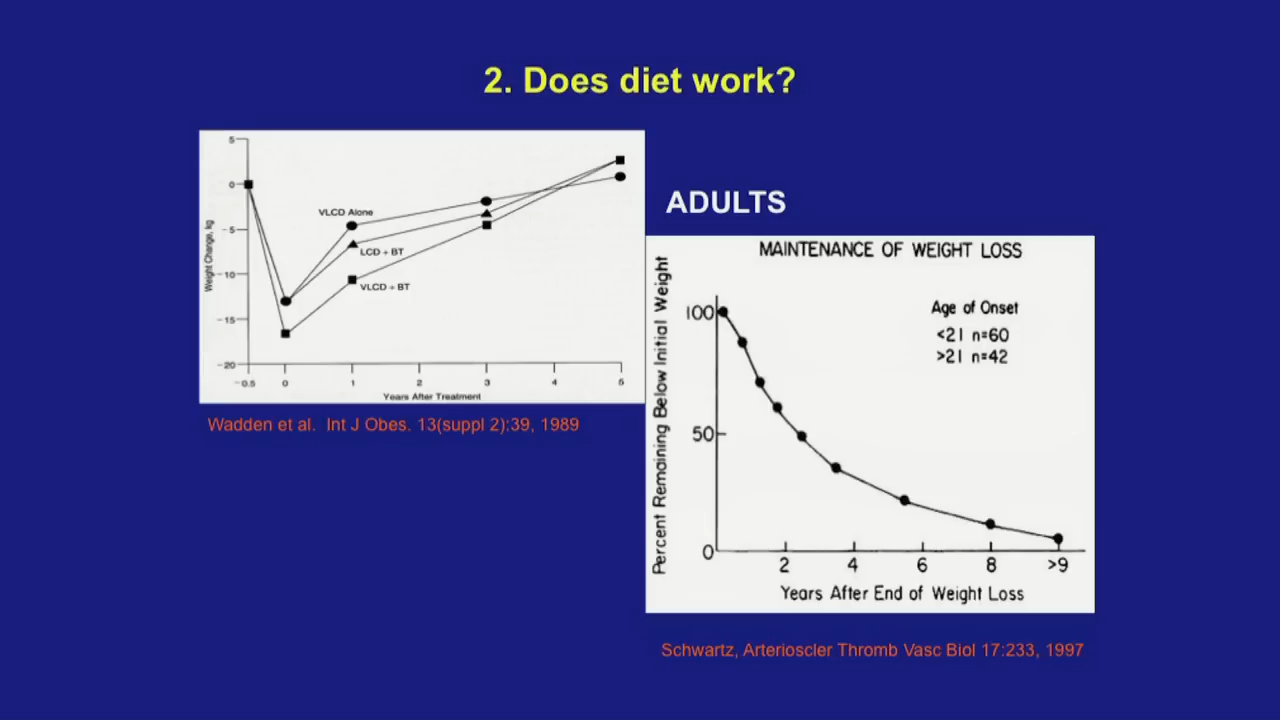 2. Does diet work?
5
0
-5
-10
-15
-20
Weight Change, kg
VLCD Alone
LCD + BT
VLCD + BT
-0.5 0 1 2 3 4 5
Years After Treatment
Wadden et al. Int J Obes. 13(suppl 2):39, 1989
ADULTS
MAINTENANCE OF WEIGHT LOSS
Percent Remaining Below Initial Weight
100
50
0
Age of Onset
<21 n=60
>21 n=42
2 4 6 8 >9
Years After End of Weight Loss
Schwartz, Arterioscler Thromb Vasc Biol 17:233, 1997